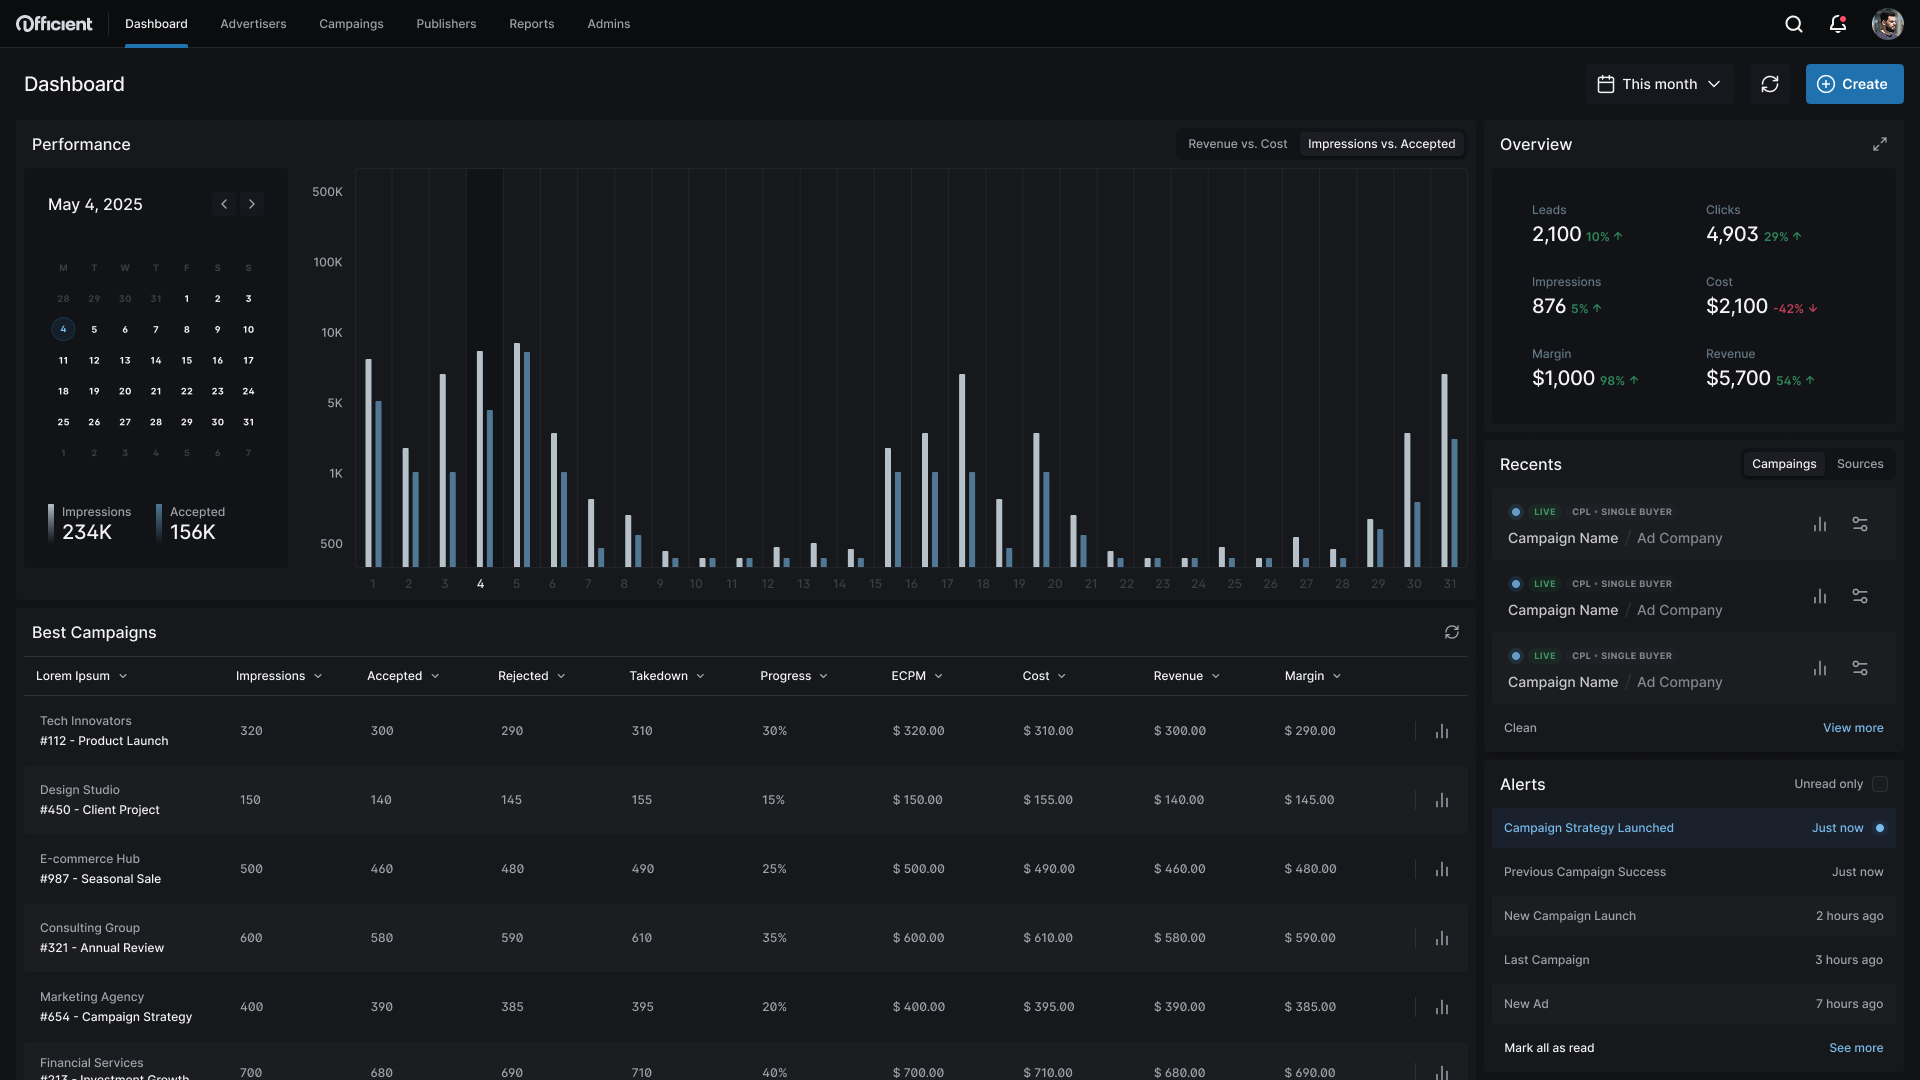 Officient
Dashboard
Advertisers
Campaings
Publishers
Reports
Admins
Dashboard
This month
Create
Performance
Revenue vs. Cost
Impressions vs. Accepted
May 4, 2025
M T W T F S S
28 29 30 31 1 2 3
4 5 6 7 8 9 10
11 12 13 14 15 16 17
18 19 20 21 22 23 24
25 26 27 28 29 30 31
1 2 3 4 5 6 7
Impressions
234K
Accepted
156K
500K
100K
10K
5K
1K
500
1 2 3 4 5 6 7 8 9 10 11 12 13 14 15 16 17 18 19 20 21 22 23 24 25 26 27 28 29 30 31
Overview
Leads
2,100 10%
Clicks
4,903 29%
Impressions
876 5%
Cost
$2,100 -42%
Margin
$1,000 98%
Revenue
$5,700 54%
Recents
Campaings
Sources
LIVE CPL • SINGLE BUYER
Campaign Name / Ad Company
LIVE CPL • SINGLE BUYER
Campaign Name / Ad Company
LIVE CPL • SINGLE BUYER
Campaign Name / Ad Company
Clean
View more
Alerts
Unread only
Campaign Strategy Launched Just now
Previous Campaign Success Just now
New Campaign Launch 2 hours ago
Last Campaign 3 hours ago
New Ad 7 hours ago
Mark all as read
See more
Best Campaigns
Lorem Ipsum Impressions Accepted Rejected Takedown Progress ECPM Cost Revenue Margin
Tech Innovators
#112 - Product Launch
320 300 290 310 30% $ 320.00 $ 310.00 $ 300.00 $ 290.00
Design Studio
#450 - Client Project
150 140 145 155 15% $ 150.00 $ 155.00 $ 140.00 $ 145.00
E-commerce Hub
#987 - Seasonal Sale
500 460 480 490 25% $ 500.00 $ 490.00 $ 460.00 $ 480.00
Consulting Group
#321 - Annual Review
600 580 590 610 35% $ 600.00 $ 610.00 $ 580.00 $ 590.00
Marketing Agency
#654 - Campaign Strategy
400 390 385 395 20% $ 400.00 $ 395.00 $ 390.00 $ 385.00
Financial Services
#213 - Investment Growth
700 680 690 710 40% $ 700.00 $ 710.00 $ 680.00 $ 690.00